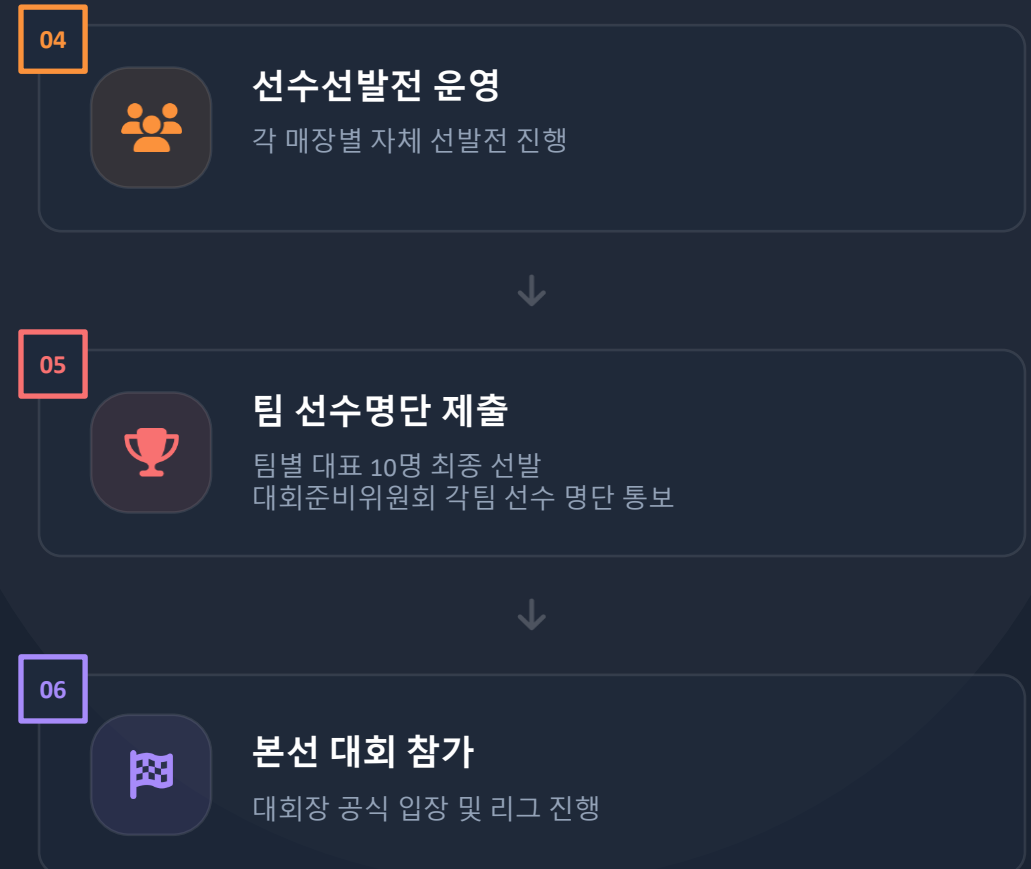 04
선수선발전 운영
각 매장별 자체 선발전 진행
05
팀 선수명단 제출
팀별 대표 10명 최종 선발
대회준비위원회 각팀 선수 명단 통보
06
본선 대회 참가
대회장 공식 입장 및 리그 진행